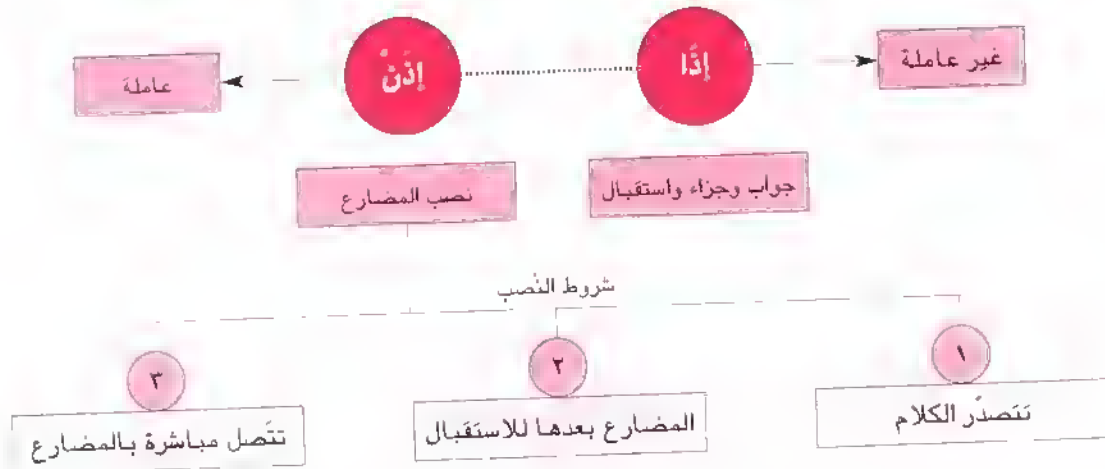 غير عاملة
إذًا
إذنْ
عاملة
جواب وجزاء واستقبال
نصب المضارع
شروط النّصب
١
٢
٣
تتصدّر الكلام
المضارع بعدها للاستقبال
تتّصل مباشرة بالمضارع